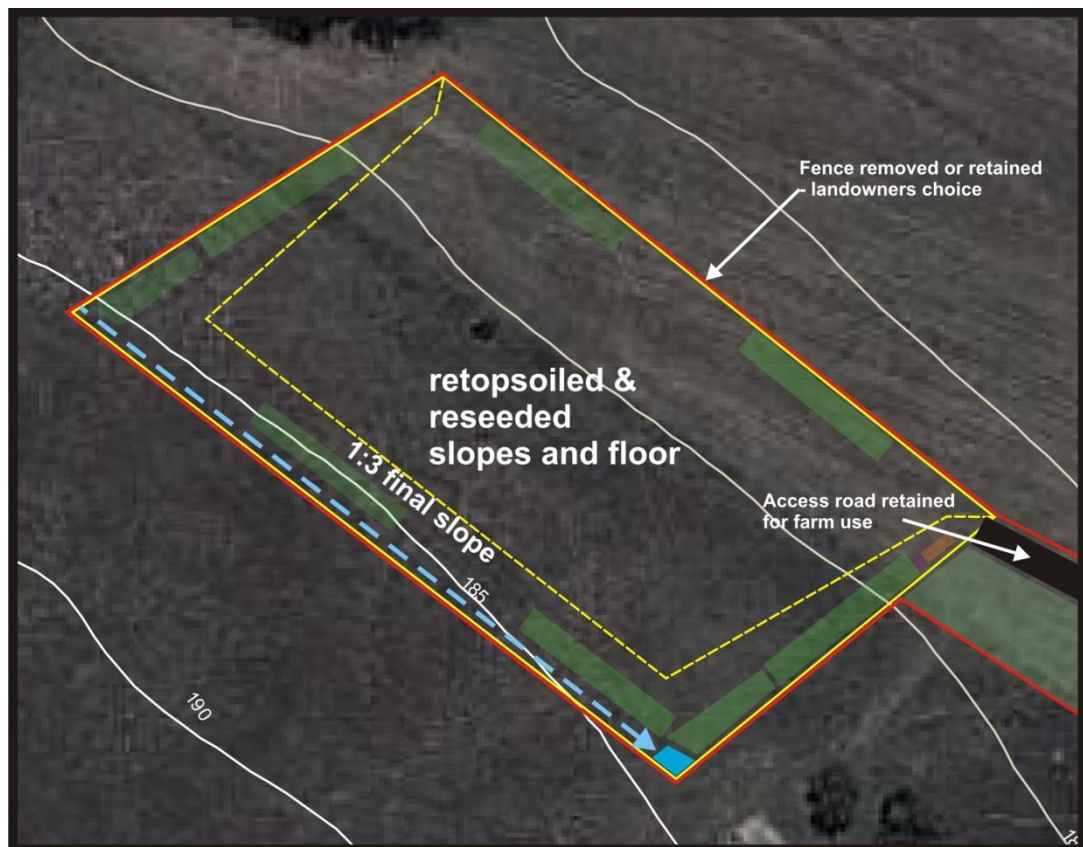 Fence removed or retained
- landowners choice
retopsoiled &
reseeded
slopes and floor
1:3 final slope
Access road retained
for farm use
185
190